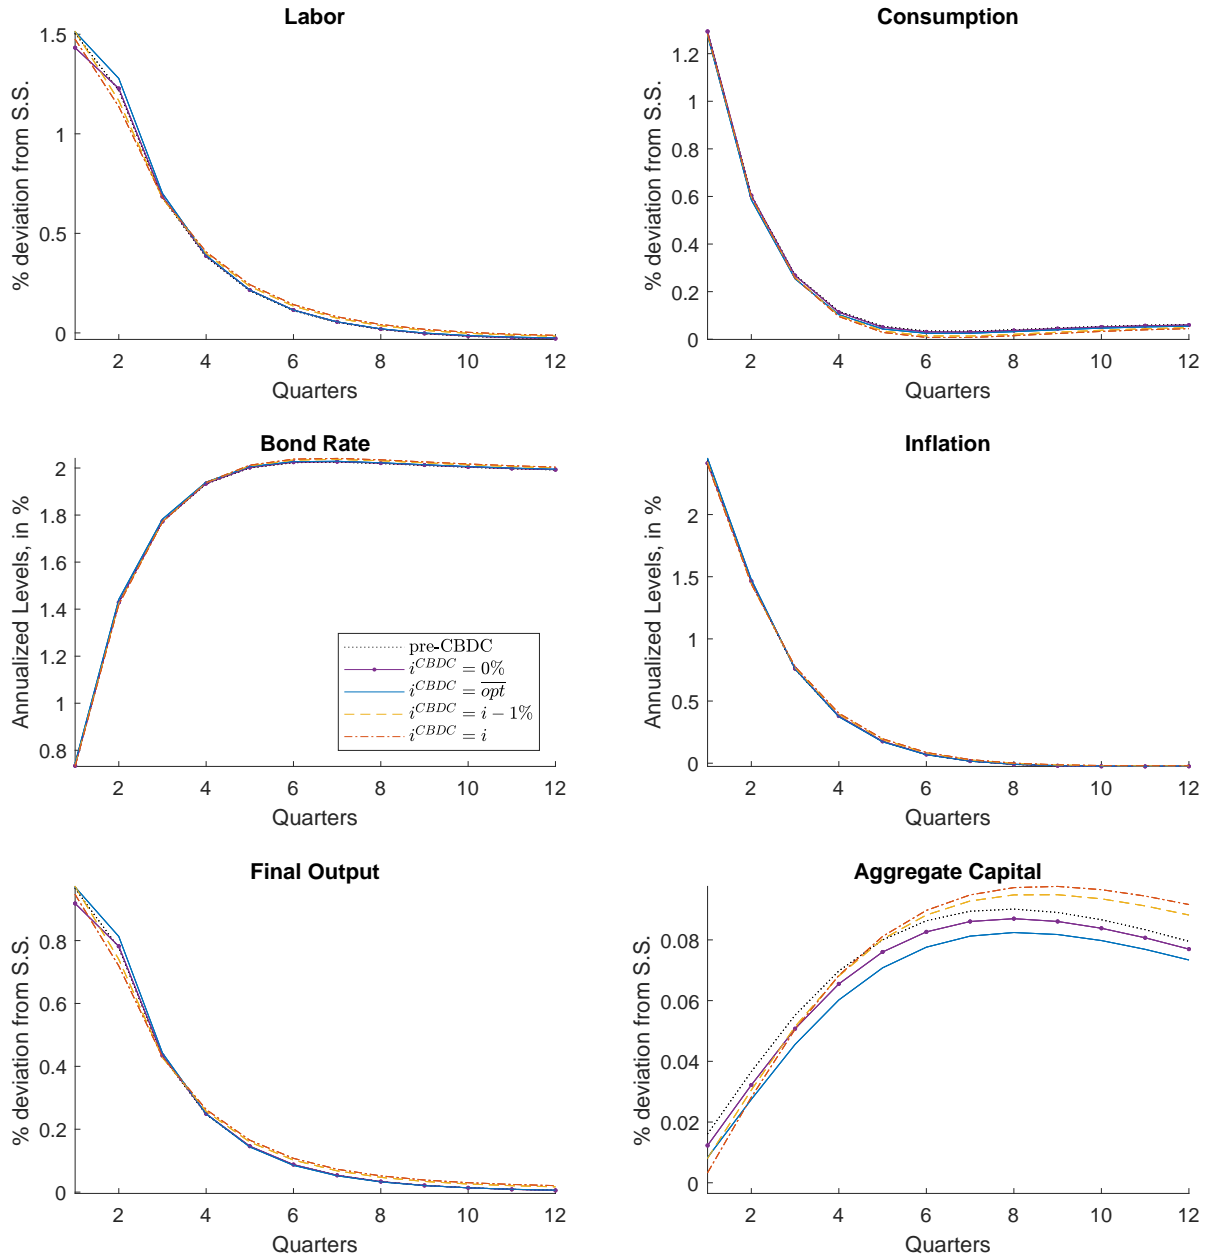 Labor
% deviation from S.S.
1.5
1
0.5
0
2 4 6 8 10 12
Quarters
Consumption
% deviation from S.S.
1.2
1
0.8
0.6
0.4
0.2
0
2 4 6 8 10 12
Quarters
Bond Rate
Annualized Levels, in %
2
1.8
1.6
1.4
1.2
1
0.8
2 4 6 8 10 12
Quarters
pre-CBDC
i^{CBDC} = 0%
i^{CBDC} = \overline{opt}
i^{CBDC} = i − 1%
i^{CBDC} = i
Inflation
Annualized Levels, in %
2
1.5
1
0.5
0
2 4 6 8 10 12
Quarters
Final Output
% deviation from S.S.
0.8
0.6
0.4
0.2
0
2 4 6 8 10 12
Quarters
Aggregate Capital
% deviation from S.S.
0.08
0.06
0.04
0.02
0
2 4 6 8 10 12
Quarters